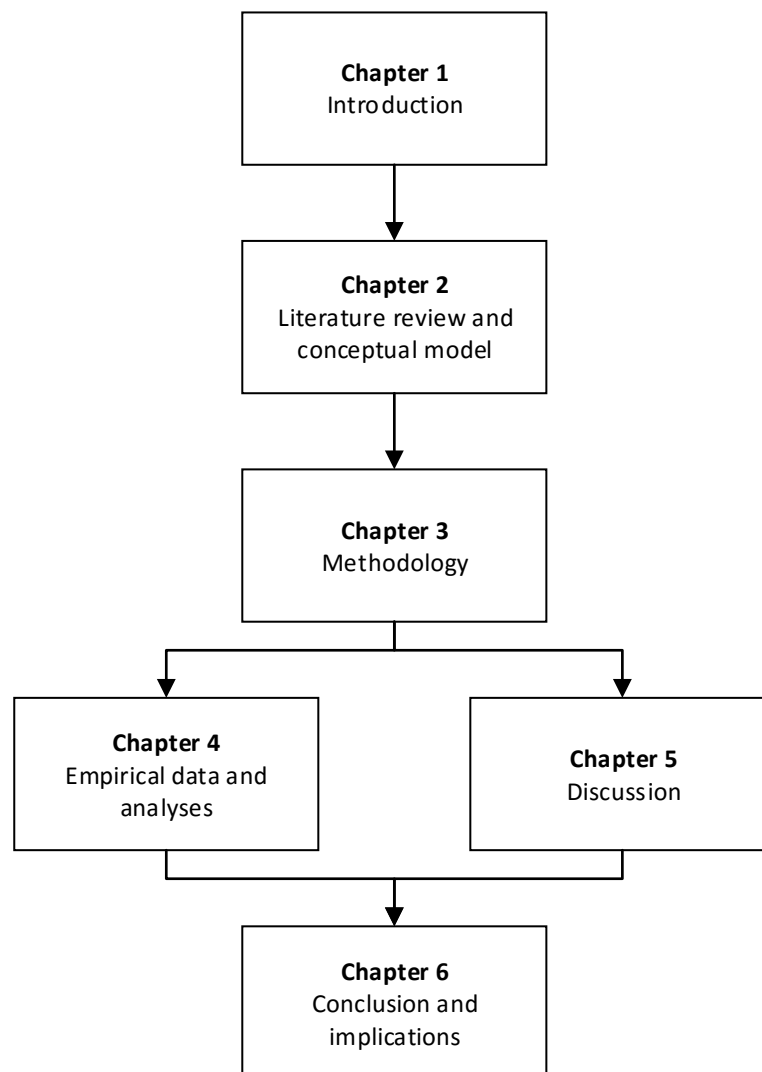 Chapter 1
Introduction
Chapter 2
Literature review and
conceptual model
Chapter 3
Methodology
Chapter 4
Empirical data and
analyses
Chapter 5
Discussion
Chapter 6
Conclusion and
implications